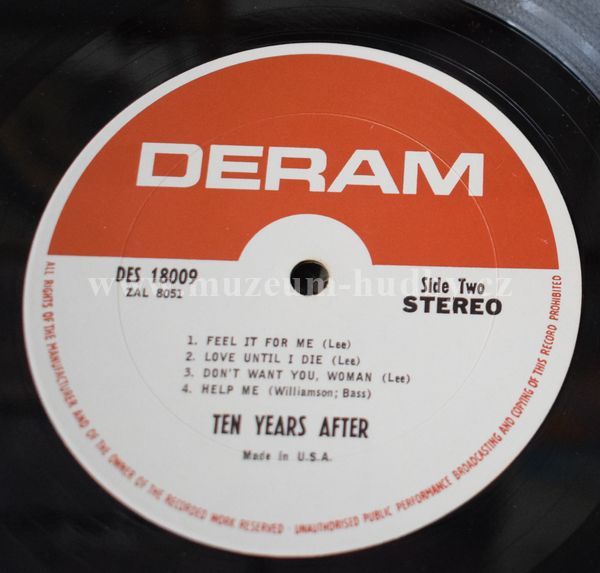 DERAM
DES 18009
ZAL 8051
Side Two
STEREO
www.muzeum-hudby.cz
1. FEEL IT FOR ME (Lee)
2. LOVE UNTIL I DIE (Lee)
3. DON'T WANT YOU, WOMAN (Lee)
4. HELP ME (Williamson; Bass)
TEN YEARS AFTER
Made in U.S.A.
ALL RIGHTS OF THE MANUFACTURER AND OF THE OWNER OF THE RECORDED WORK RESERVED · UNAUTHORISED PUBLIC PERFORMANCE BROADCASTING AND COPYING OF THIS RECORD PROHIBITED